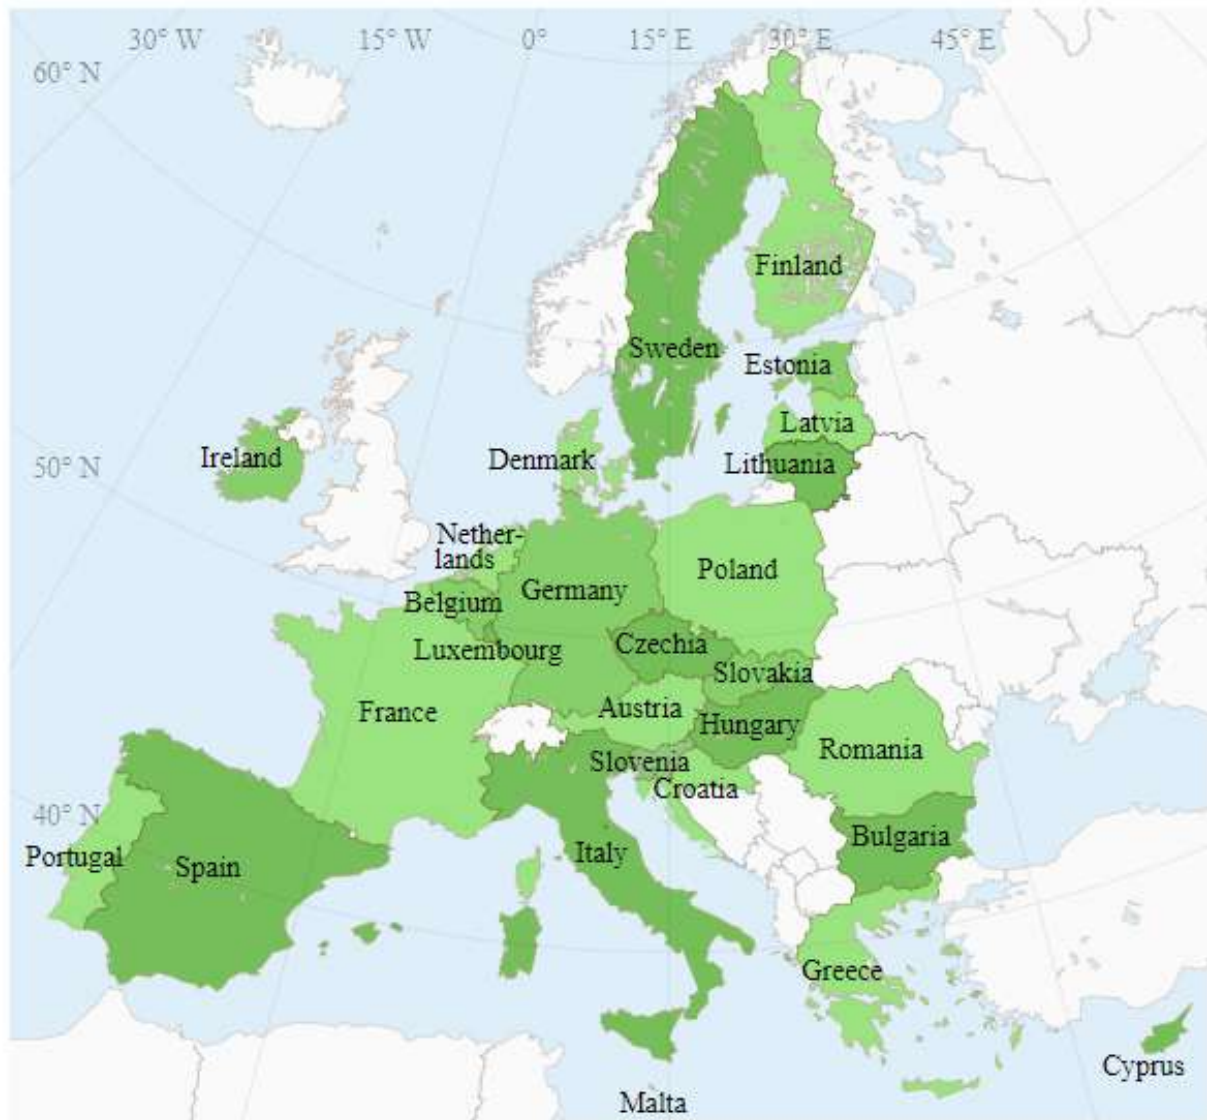 30° W
15° W
0°
15° E
30° E
45° E
60° N
Finland
Sweden
Estonia
Latvia
Ireland
Denmark
Lithuania
50° N
Nether-
lands
Poland
Germany
Belgium
Czechia
Luxembourg
Slovakia
France
Austria
Hungary
Romania
Slovenia
Croatia
40° N
Bulgaria
Portugal
Spain
Italy
Greece
Cyprus
Malta